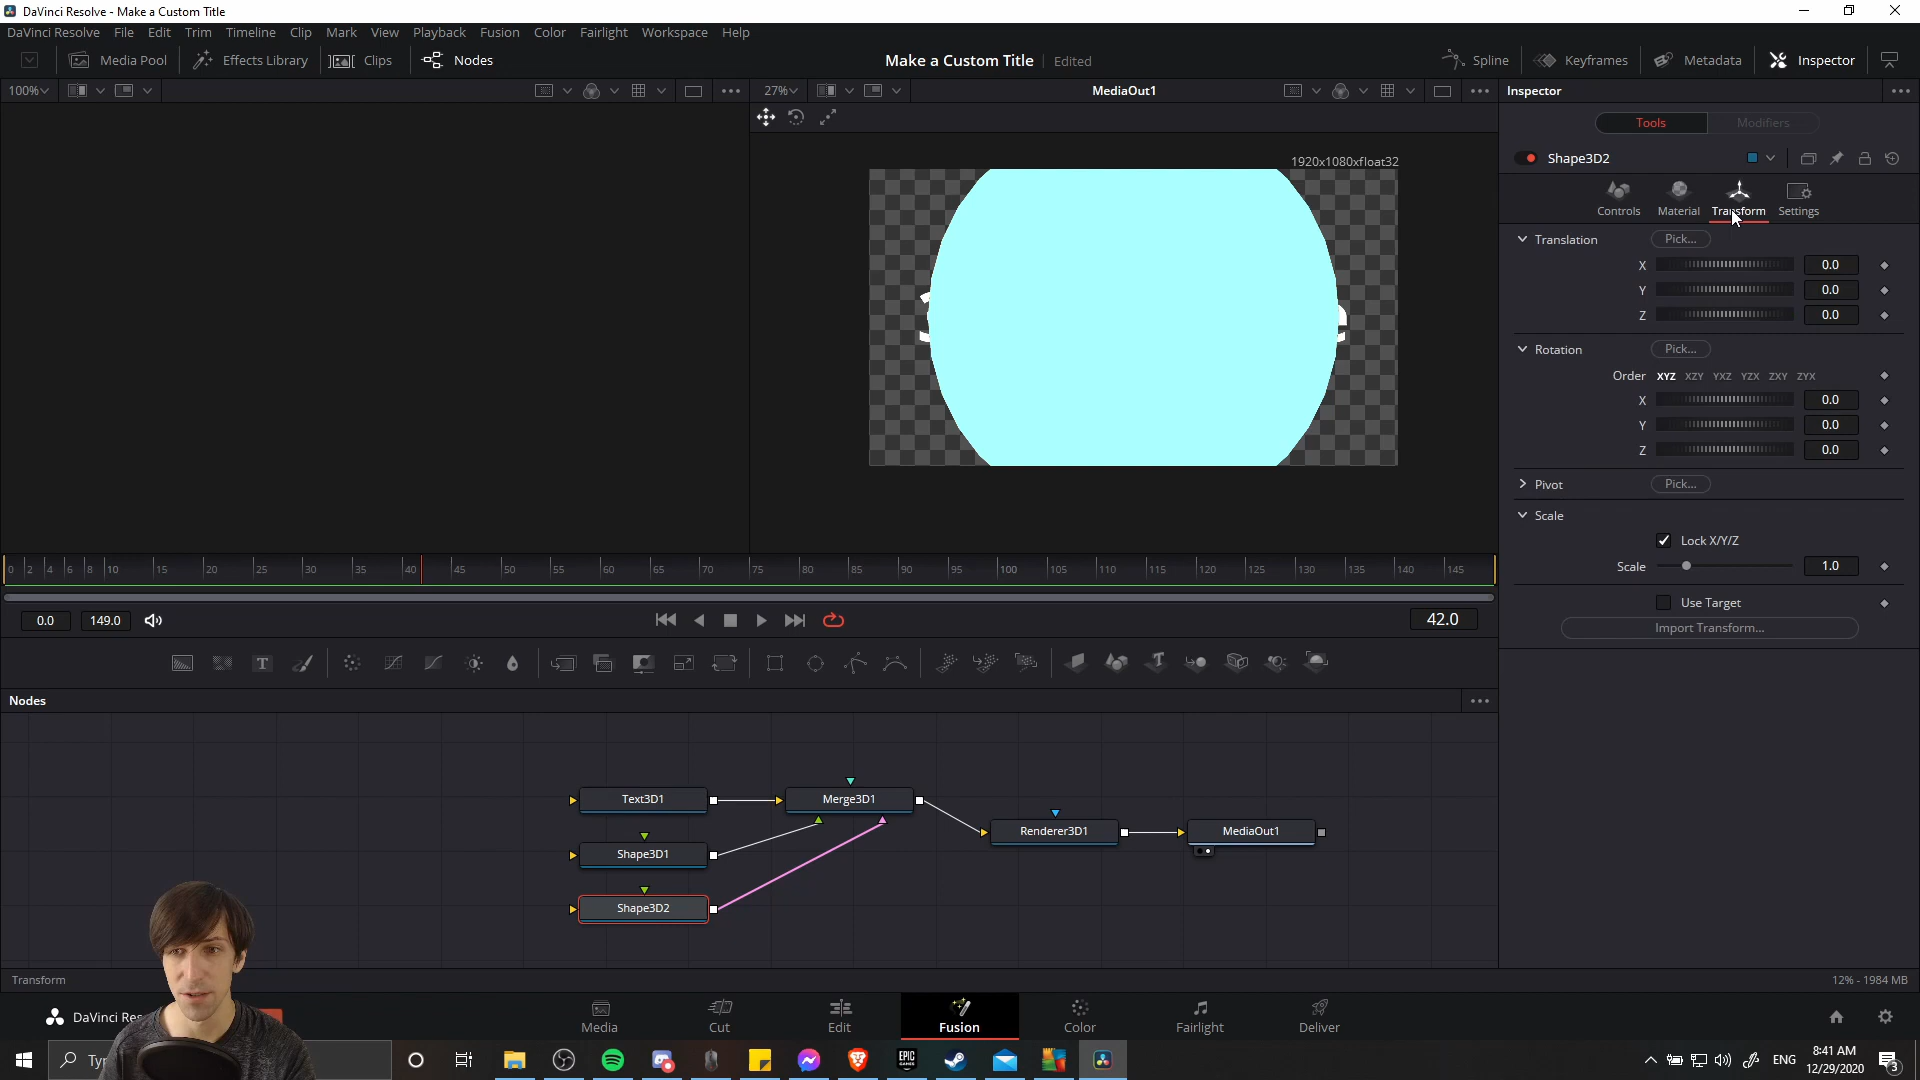 DaVinci Resolve - Make a Custom Title
DaVinci Resolve File Edit Trim Timeline Clip Mark View Playback Fusion Color Fairlight Workspace Help
Media Pool Effects Library Clips Nodes Make a Custom Title Edited Spline Keyframes Metadata Inspector
100% 27% MediaOut1 Inspector
Tools Modifiers
1920x1080xfloat32 Shape3D2
Controls Material Transform Settings
Translation Pick...
X 0.0
Y 0.0
Z 0.0
Rotation Pick...
Order XYZ XZY YXZ YZX ZXY ZYX
X 0.0
Y 0.0
Z 0.0
Pivot Pick...
Scale
Lock X/Y/Z
Scale 1.0
Use Target
Import Transform...
0 2 4 6 8 10 15 20 25 30 35 40 45 50 55 60 65 70 75 80 85 90 95 100 105 110 115 120 125 130 135 140 145
0.0 149.0 42.0
Nodes
Text3D1 Merge3D1
Renderer3D1 MediaOut1
Shape3D1
Shape3D2
Transform 12% - 1984 MB
DaVinci Res
Media Cut Edit Fusion Color Fairlight Deliver
Typ EPIC GAMES ENG 8:41 AM
12/29/2020 3